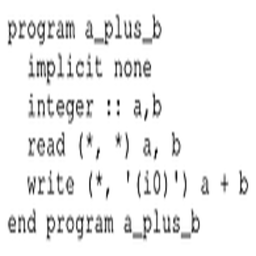 program a_plus_b
  implicit none
  integer :: a,b
  read (*, *) a, b
  write (*, '(i0)') a + b
end program a_plus_b